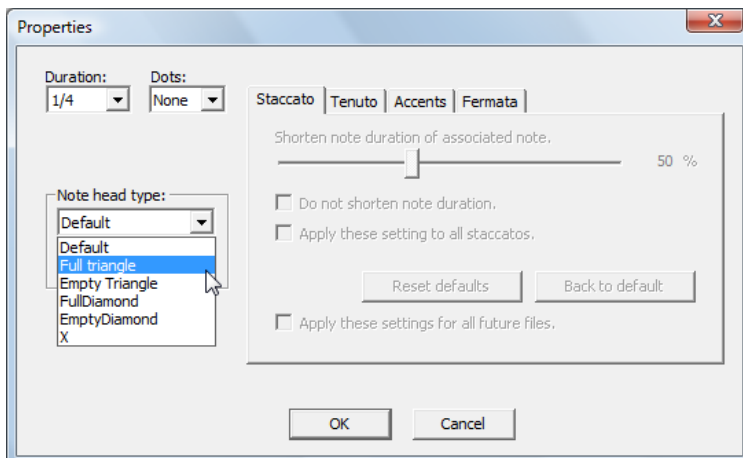 Properties
Duration: Dots:
1/4 None
Staccato Tenuto Accents Fermata
Shorten note duration of associated note.
50 %
Do not shorten note duration.
Apply these setting to all staccatos.
Reset defaults Back to default
Apply these settings for all future files.
Note head type:
Default
Default
Full triangle
Empty Triangle
FullDiamond
EmptyDiamond
X
OK Cancel